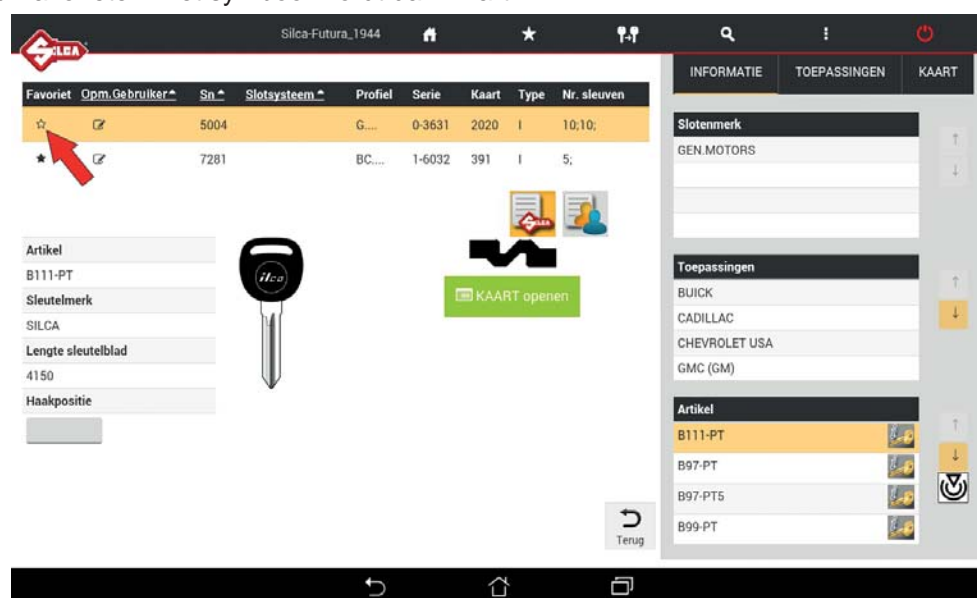 Silca-Futura_1944
SILCA
INFORMATIE TOEPASSINGEN KAART
Favoriet Opm.Gebruiker Sn Slotsysteem Profiel Serie Kaart Type Nr. sleuven
5004 G.... 0-3631 2020 I 10;10;
7281 BC.... 1-6032 391 I 5;
SILCA
Artikel
B111-PT
Sleutelmerk
SILCA
Lengte sleutelblad
4150
Haakpositie
ilco
KAART openen
Slotenmerk
GEN.MOTORS
Toepassingen
BUICK
CADILLAC
CHEVROLET USA
GMC (GM)
Artikel
B111-PT
B97-PT
B97-PT5
B99-PT
Terug